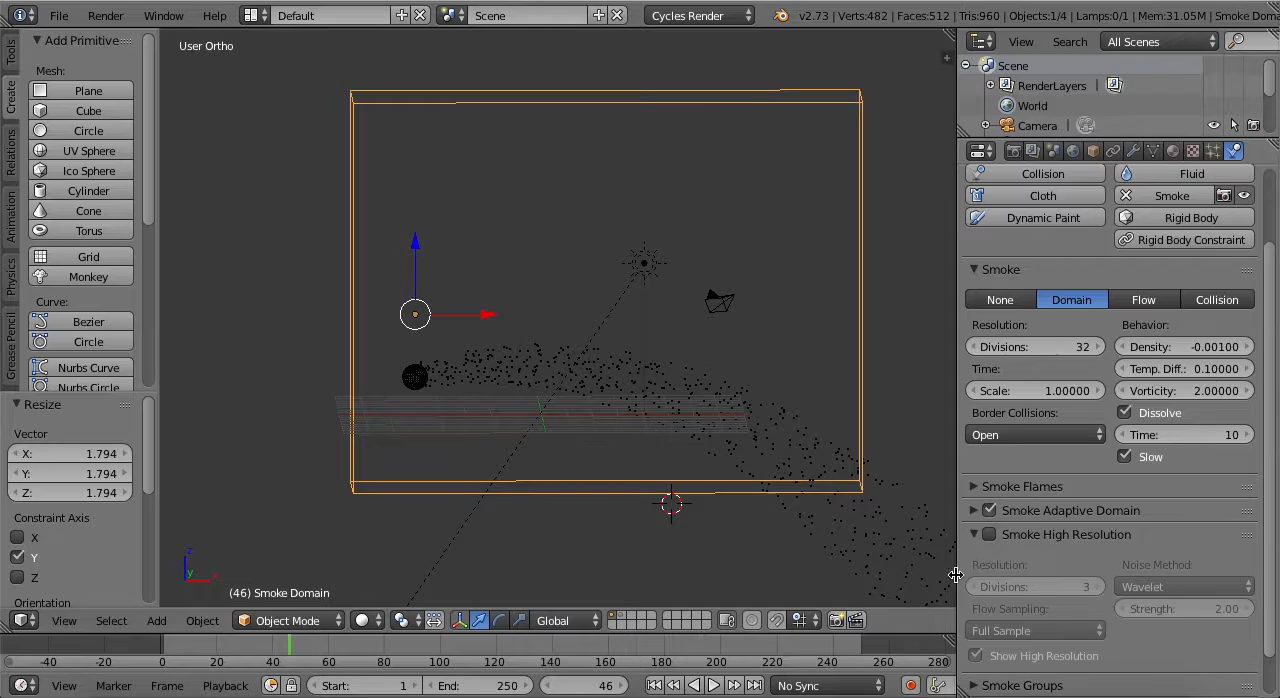 File Render Window Help Default Scene Cycles Render v2.73 | Verts:482 | Faces:512 | Tris:960 | Objects:1/4 | Lamps:0/1 | Mem:31.05M | Smoke Doma
Tools
Create
Relations
Animation
Physics
Grease Pencil
Add Primitive
Mesh:
Plane
Cube
Circle
UV Sphere
Ico Sphere
Cylinder
Cone
Torus
Grid
Monkey
Curve:
Bezier
Circle
Nurbs Curve
Nurbs Circle
Resize
Vector
X: 1.794
Y: 1.794
Z: 1.794
Constraint Axis
X
Y
Z
Orientation
User Ortho
z
y
x
(46) Smoke Domain
View Select Add Object Object Mode Global
-40 -20 0 20 40 60 80 100 120 140 160 180 200 220 240 260 280
View Marker Frame Playback Start: 1 End: 250 46 No Sync
View Search All Scenes
Scene
RenderLayers |
World
Camera |
Collision Fluid
Cloth Smoke
Dynamic Paint Rigid Body
Rigid Body Constraint
Smoke
None Domain Flow Collision
Resolution: Behavior:
Divisions: 32 Density: -0.00100
Time: Temp. Diff.: 0.10000
Scale: 1.00000 Vorticity: 2.00000
Border Collisions: Dissolve
Open Time: 10
Slow
Smoke Flames
Smoke Adaptive Domain
Smoke High Resolution
Resolution: Noise Method:
Divisions: 3 Wavelet
Flow Sampling: Strength: 2.00
Full Sample
Show High Resolution
Smoke Groups